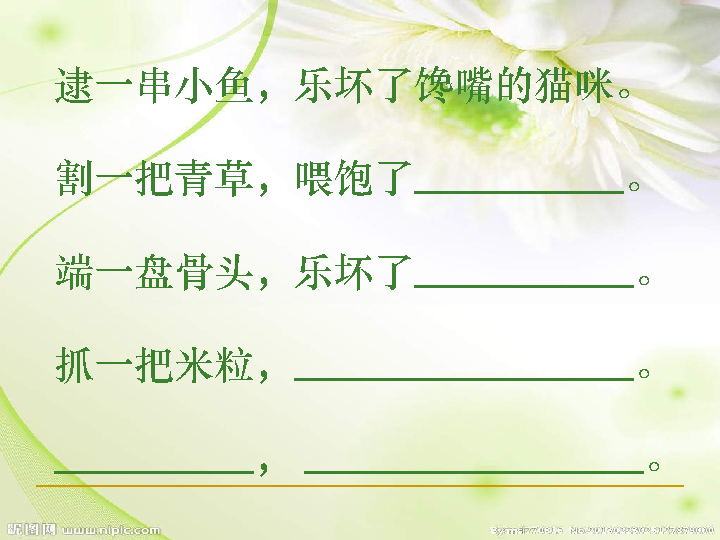 逮一串小鱼，乐坏了馋嘴的猫咪。
割一把青草，喂饱了__________。
端一盘骨头，乐坏了__________。
抓一把米粒，________________。
__________，________________。
昵图网 www.nipic.com